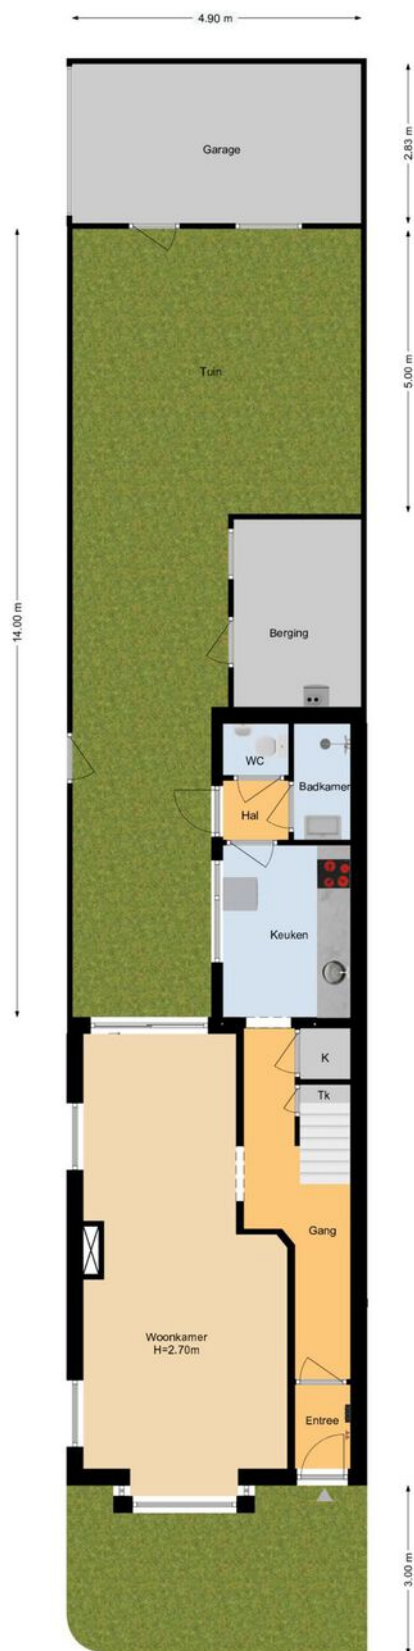 4.90 m
Garage
2.83 m
Tuin
5.00 m
14.00 m
Berging
WC
Badkamer
Hal
Keuken
K
Tk
Gang
Woonkamer
H=2.70m
Entree
3.00 m